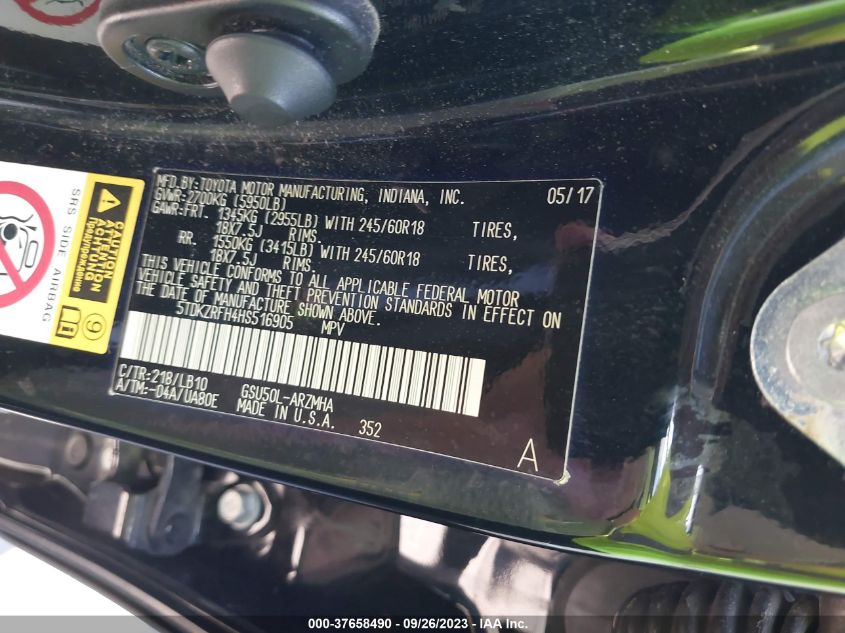 MFD.BY:TOYOTA MOTOR MANUFACTURING, INDIANA, INC. 05/17
GVWR:2700KG (5950LB)
GAWR:FRT. 1345KG (2955LB) WITH 245/60R18 TIRES,
18X7.5J RIMS.
RR. 1550KG (3415LB) WITH 245/60R18 TIRES,
18X7.5J RIMS.
THIS VEHICLE CONFORMS TO ALL APPLICABLE FEDERAL MOTOR
VEHICLE SAFETY AND THEFT PREVENTION STANDARDS IN EFFECT ON
THE DATE OF MANUFACTURE SHOWN ABOVE.
5TDKZRFH4HS516905 MPV
C/TR:218/LB10 GSU50L-ARZMHA
A/TM:-04A/UA80E MADE IN U.S.A. 352
A
SRS SIDE AIRBAG
CAUTION
ATTENTION
ACHTUNG
9
000-37658490 - 09/26/2023 - IAA Inc.